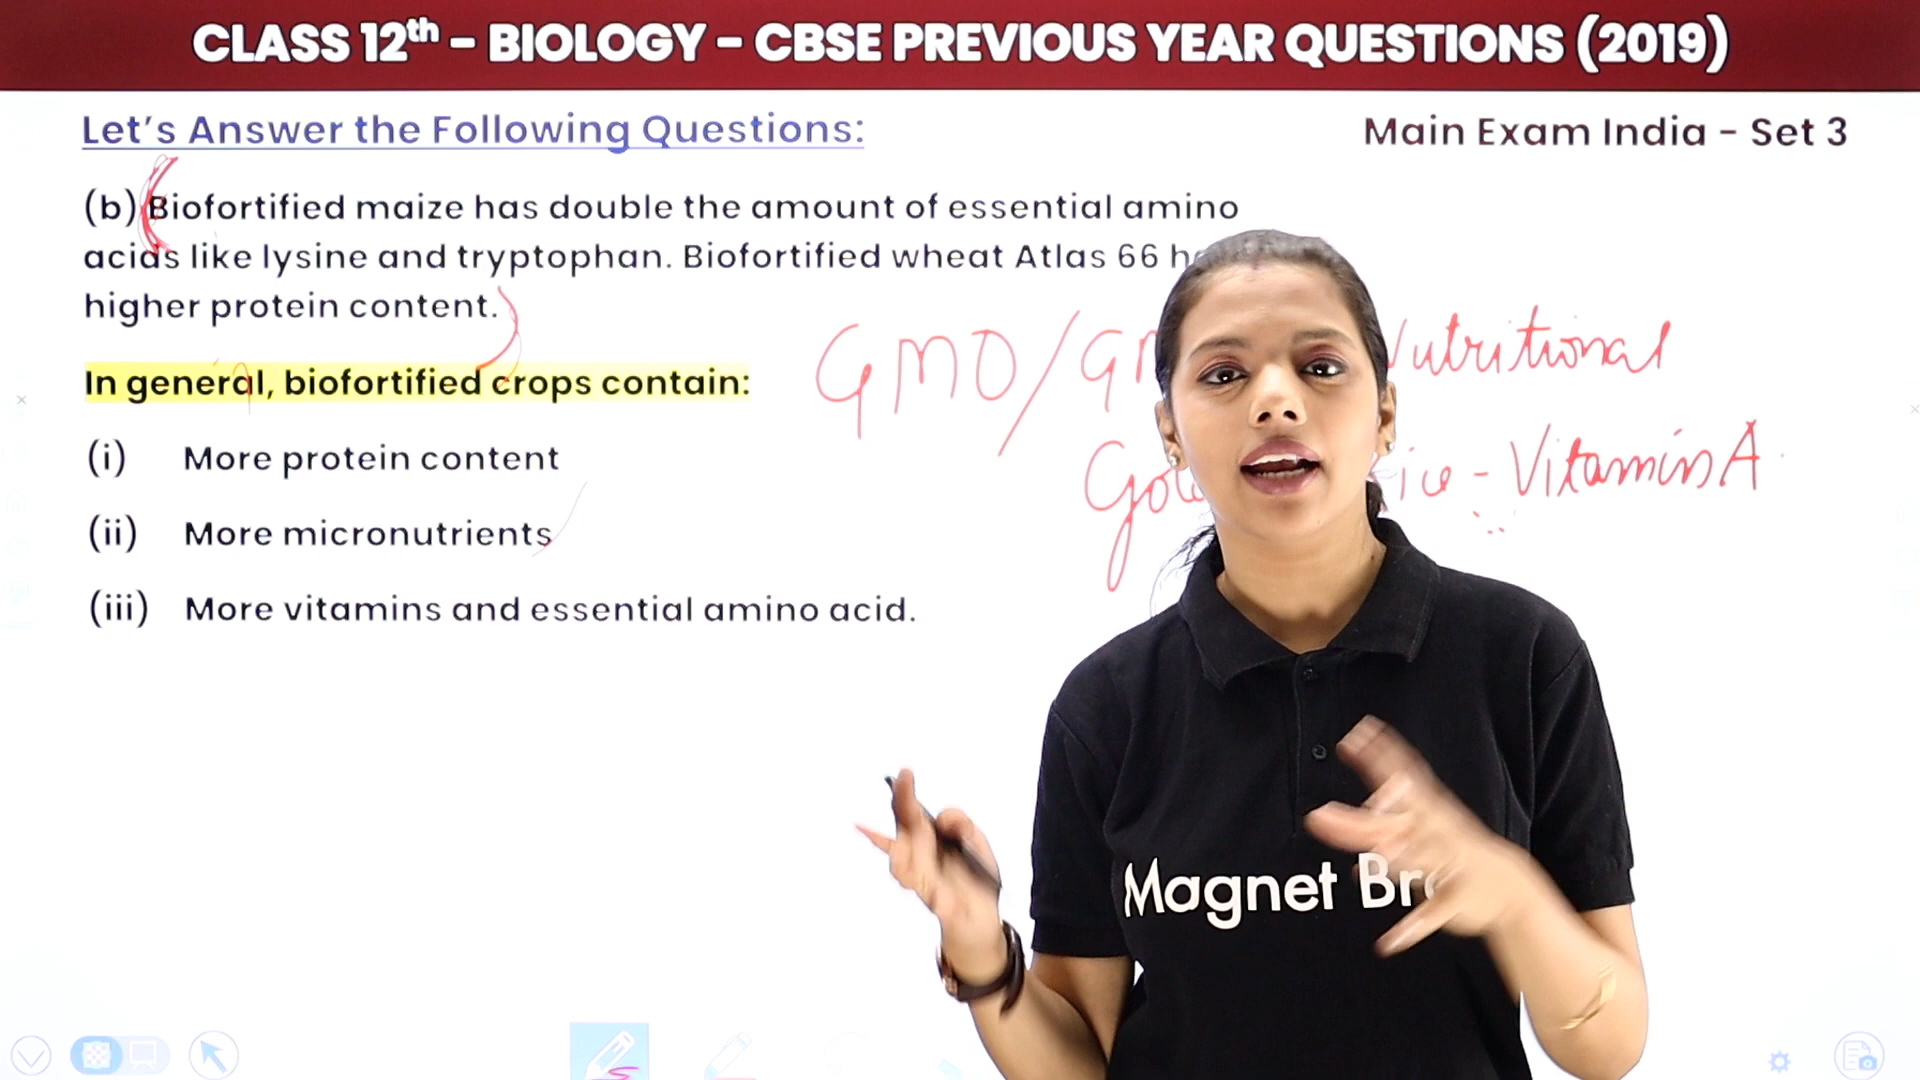 CLASS 12th - BIOLOGY - CBSE PREVIOUS YEAR QUESTIONS (2019)
Let's Answer the Following Questions:
Main Exam India - Set 3
(b) Biofortified maize has double the amount of essential amino
acids like lysine and tryptophan. Biofortified wheat Atlas 66
higher protein content.
GMO/ Nutritional
In general, biofortified crops contain:
Vitamin A
(i) More protein content
(ii) More micronutrients
(iii) More vitamins and essential amino acid.
Magnet